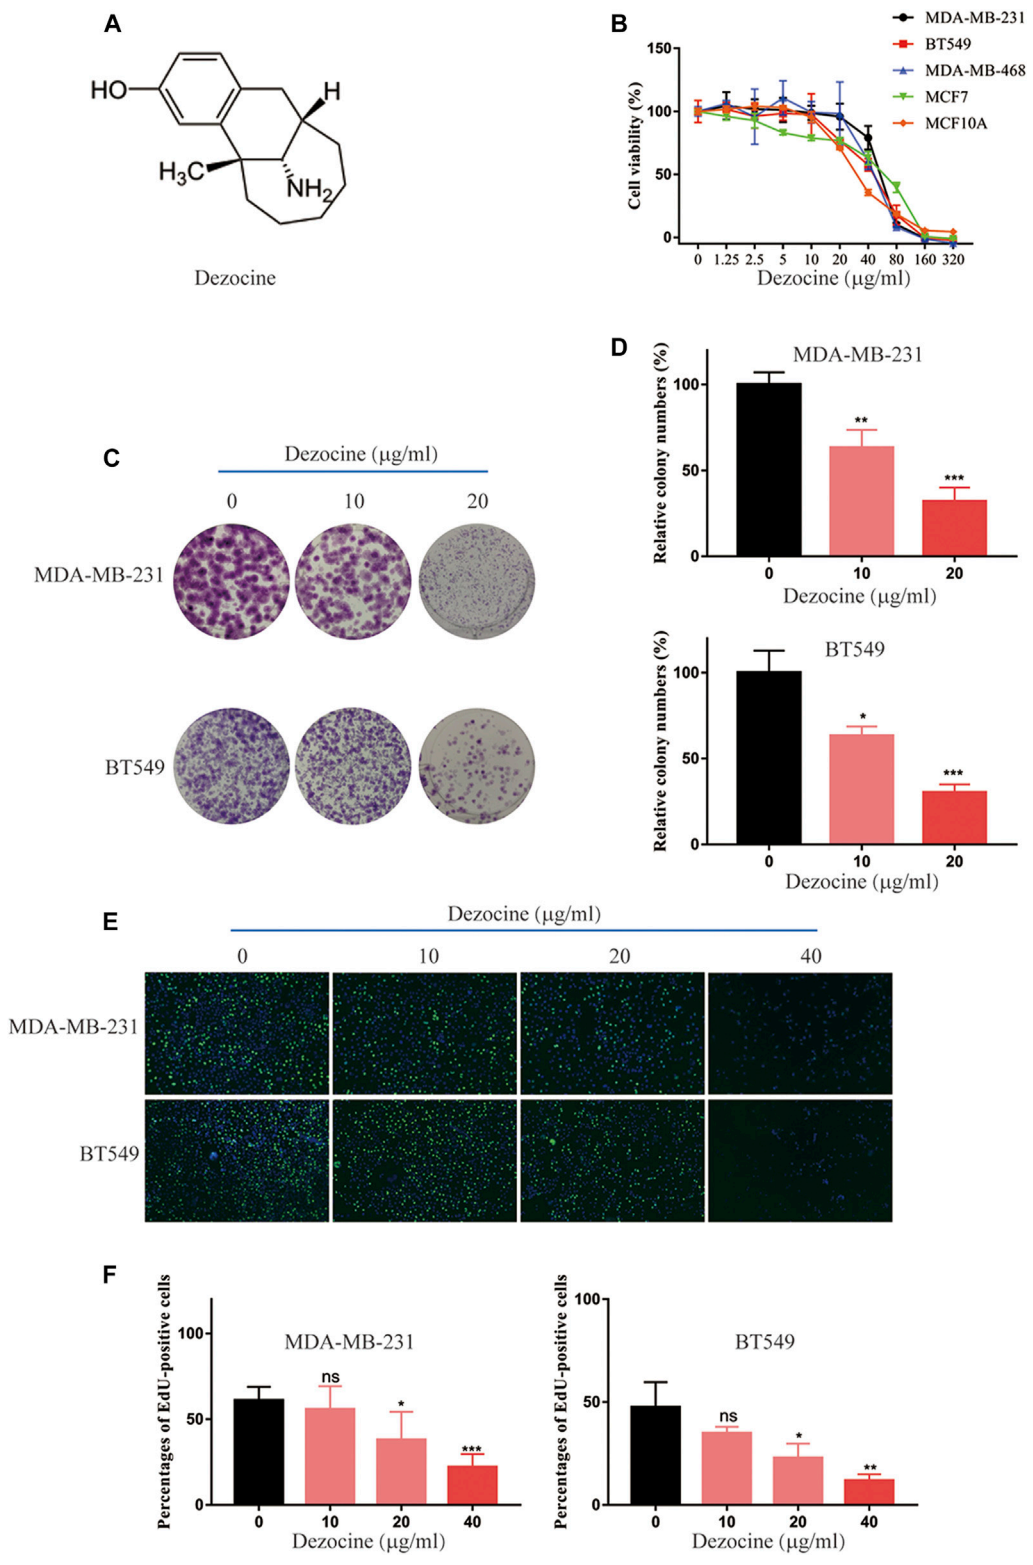 A
HO
H
H₃C
NH₂
Dezocine
B
MDA-MB-231
BT549
MDA-MB-468
MCF7
MCF10A
Cell viability (%)
150
100
50
0
0 1.25 2.5 5 10 20 40 80 160 320
Dezocine (μg/ml)
C
Dezocine (μg/ml)
0 10 20
MDA-MB-231
BT549
D
MDA-MB-231
Relative colony numbers (%)
100
50
0
**
***
0 10 20
Dezocine (μg/ml)
BT549
Relative colony numbers (%)
100
50
0
*
***
0 10 20
Dezocine (μg/ml)
E
Dezocine (μg/ml)
0 10 20 40
MDA-MB-231
BT549
F
MDA-MB-231
Percentages of EdU-positive cells
100
50
0
ns
*
***
0 10 20 40
Dezocine (μg/ml)
BT549
Percentages of EdU-positive cells
100
50
0
ns
*
**
0 10 20 40
Dezocine (μg/ml)